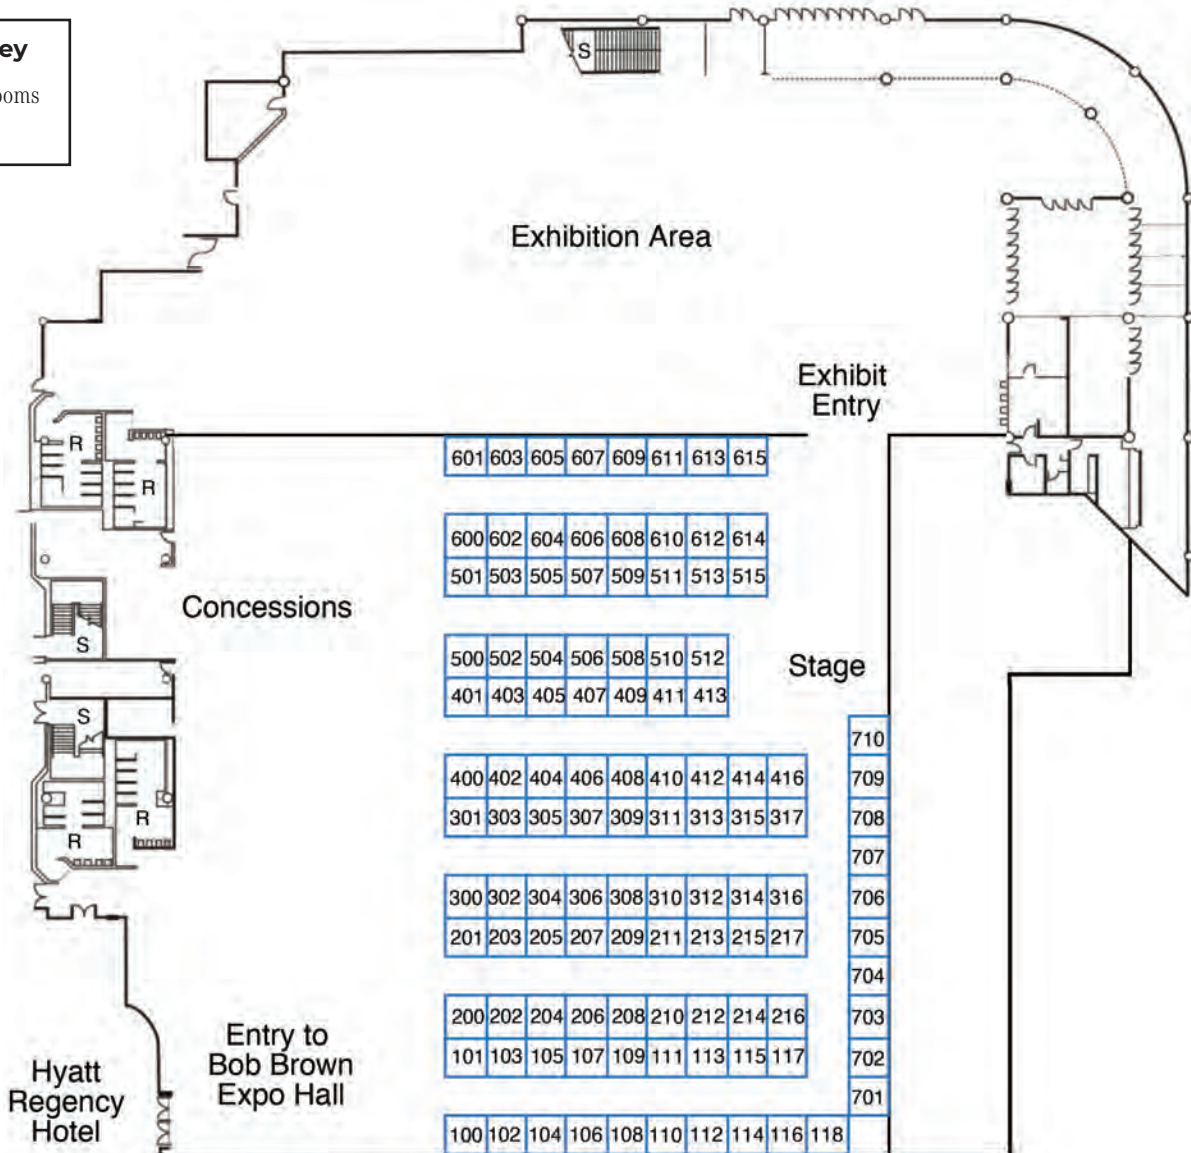 S
Exhibition Area
Exhibit
Entry
R
R
601 603 605 607 609 611 613 615
600 602 604 606 608 610 612 614
501 503 505 507 509 511 513 515
Concessions
S
500 502 504 506 508 510 512
401 403 405 407 409 411 413
Stage
S
710
400 402 404 406 408 410 412 414 416
709
301 303 305 307 309 311 313 315 317
708
R
R
707
300 302 304 306 308 310 312 314 316
706
201 203 205 207 209 211 213 215 217
705
704
200 202 204 206 208 210 212 214 216
703
101 103 105 107 109 111 113 115 117
702
701
Entry to
Bob Brown
Expo Hall
Hyatt
Regency
Hotel
100 102 104 106 108 110 112 114 116 118